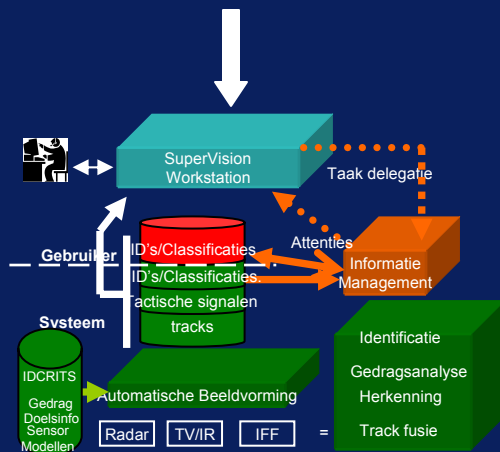 SuperVision
Workstation
Taak delegatie
Attenties
Gebruiker
ID's/Classificaties
ID's/Classificaties.
Informatie
Management
Tactische signalen
tracks
Systeem
IDCRITS
Gedrag
Doelsinfo
Sensor
Modellen
Automatische Beeldvorming
Radar
TV/IR
IFF
=
Identificatie
Gedragsanalyse
Herkenning
Track fusie